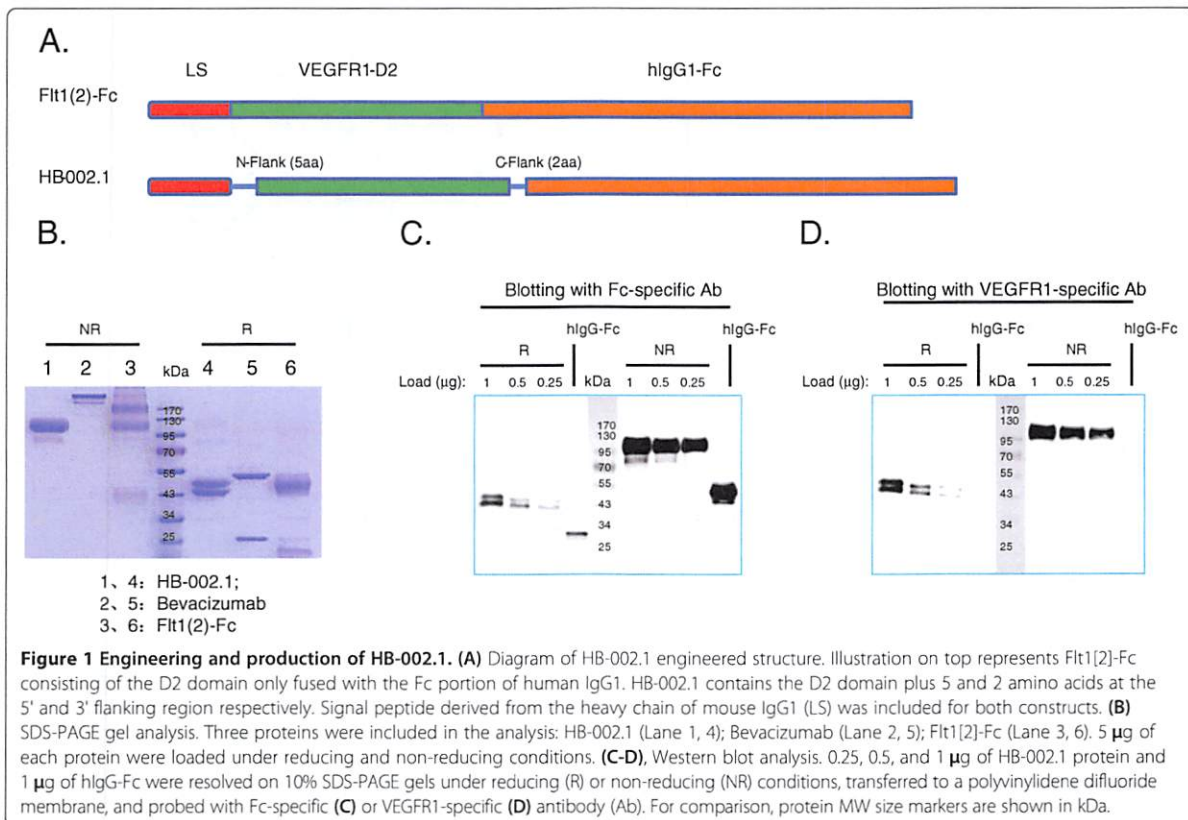 A.
LS VEGFR1-D2 hIgG1-Fc
Flt1(2)-Fc
N-Flank (5aa) C-Flank (2aa)
HB002.1
B.
NR R
1 2 3 kDa 4 5 6
170
130
95
70
55
43
34
25
1、4: HB-002.1;
2、5: Bevacizumab
3、6: Flt1(2)-Fc
C.
Blotting with Fc-specific Ab
hIgG-Fc hIgG-Fc
R NR
Load (µg): 1 0.5 0.25 kDa 1 0.5 0.25
170
130
95
70
55
43
34
25
D.
Blotting with VEGFR1-specific Ab
hIgG-Fc hIgG-Fc
R NR
Load (µg): 1 0.5 0.25 kDa 1 0.5 0.25
170
130
95
70
55
43
34
25
Figure 1 Engineering and production of HB-002.1. (A) Diagram of HB-002.1 engineered structure. Illustration on top represents Flt1[2]-Fc
consisting of the D2 domain only fused with the Fc portion of human IgG1. HB-002.1 contains the D2 domain plus 5 and 2 amino acids at the
5' and 3' flanking region respectively. Signal peptide derived from the heavy chain of mouse IgG1 (LS) was included for both constructs. (B)
SDS-PAGE gel analysis. Three proteins were included in the analysis: HB-002.1 (Lane 1, 4); Bevacizumab (Lane 2, 5); Flt1[2]-Fc (Lane 3, 6). 5 µg of
each protein were loaded under reducing and non-reducing conditions. (C-D), Western blot analysis. 0.25, 0.5, and 1 µg of HB-002.1 protein and
1 µg of hIgG-Fc were resolved on 10% SDS-PAGE gels under reducing (R) or non-reducing (NR) conditions, transferred to a polyvinylidene difluoride
membrane, and probed with Fc-specific (C) or VEGFR1-specific (D) antibody (Ab). For comparison, protein MW size markers are shown in kDa.